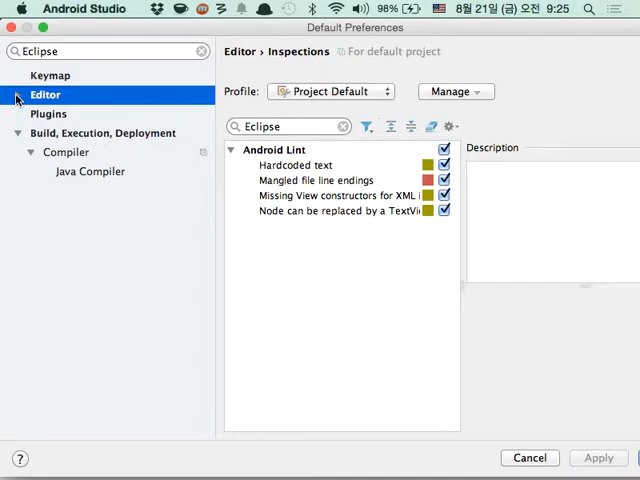 Android Studio 98% 8월 21일 (금) 오전 9:25
Default Preferences
Eclipse
Keymap
Editor
Plugins
Build, Execution, Deployment
Compiler
Java Compiler
Editor › Inspections For default project
Profile: Project Default Manage
Eclipse
Android Lint
Hardcoded text
Mangled file line endings
Missing View constructors for XML
Node can be replaced by a
Description
? Cancel Apply